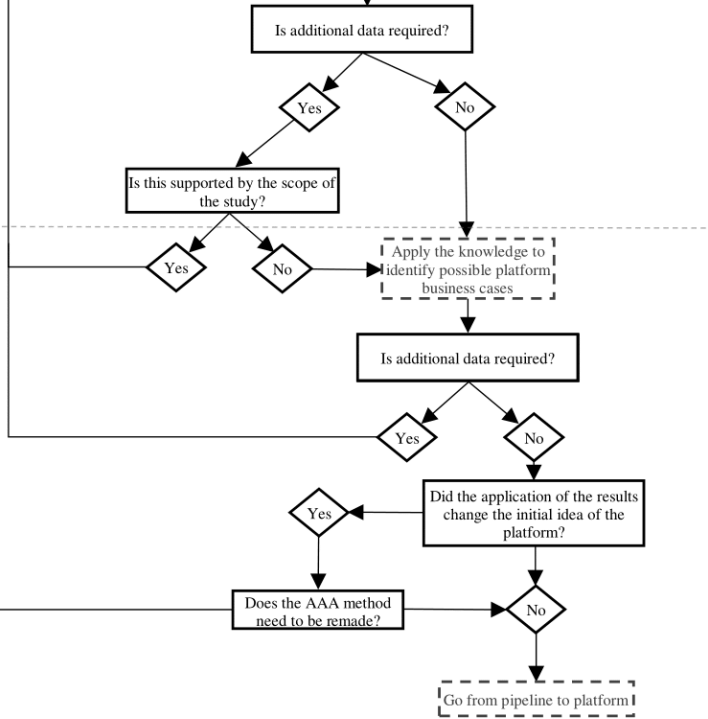 Is additional data required?
Yes
No
Is this supported by the scope of
the study?
Yes
No
Apply the knowledge to
identify possible platform
business cases
Is additional data required?
Yes
No
Did the application of the results
change the initial idea of the
platform?
Yes
Does the AAA method
need to be remade?
No
Go from pipeline to platform